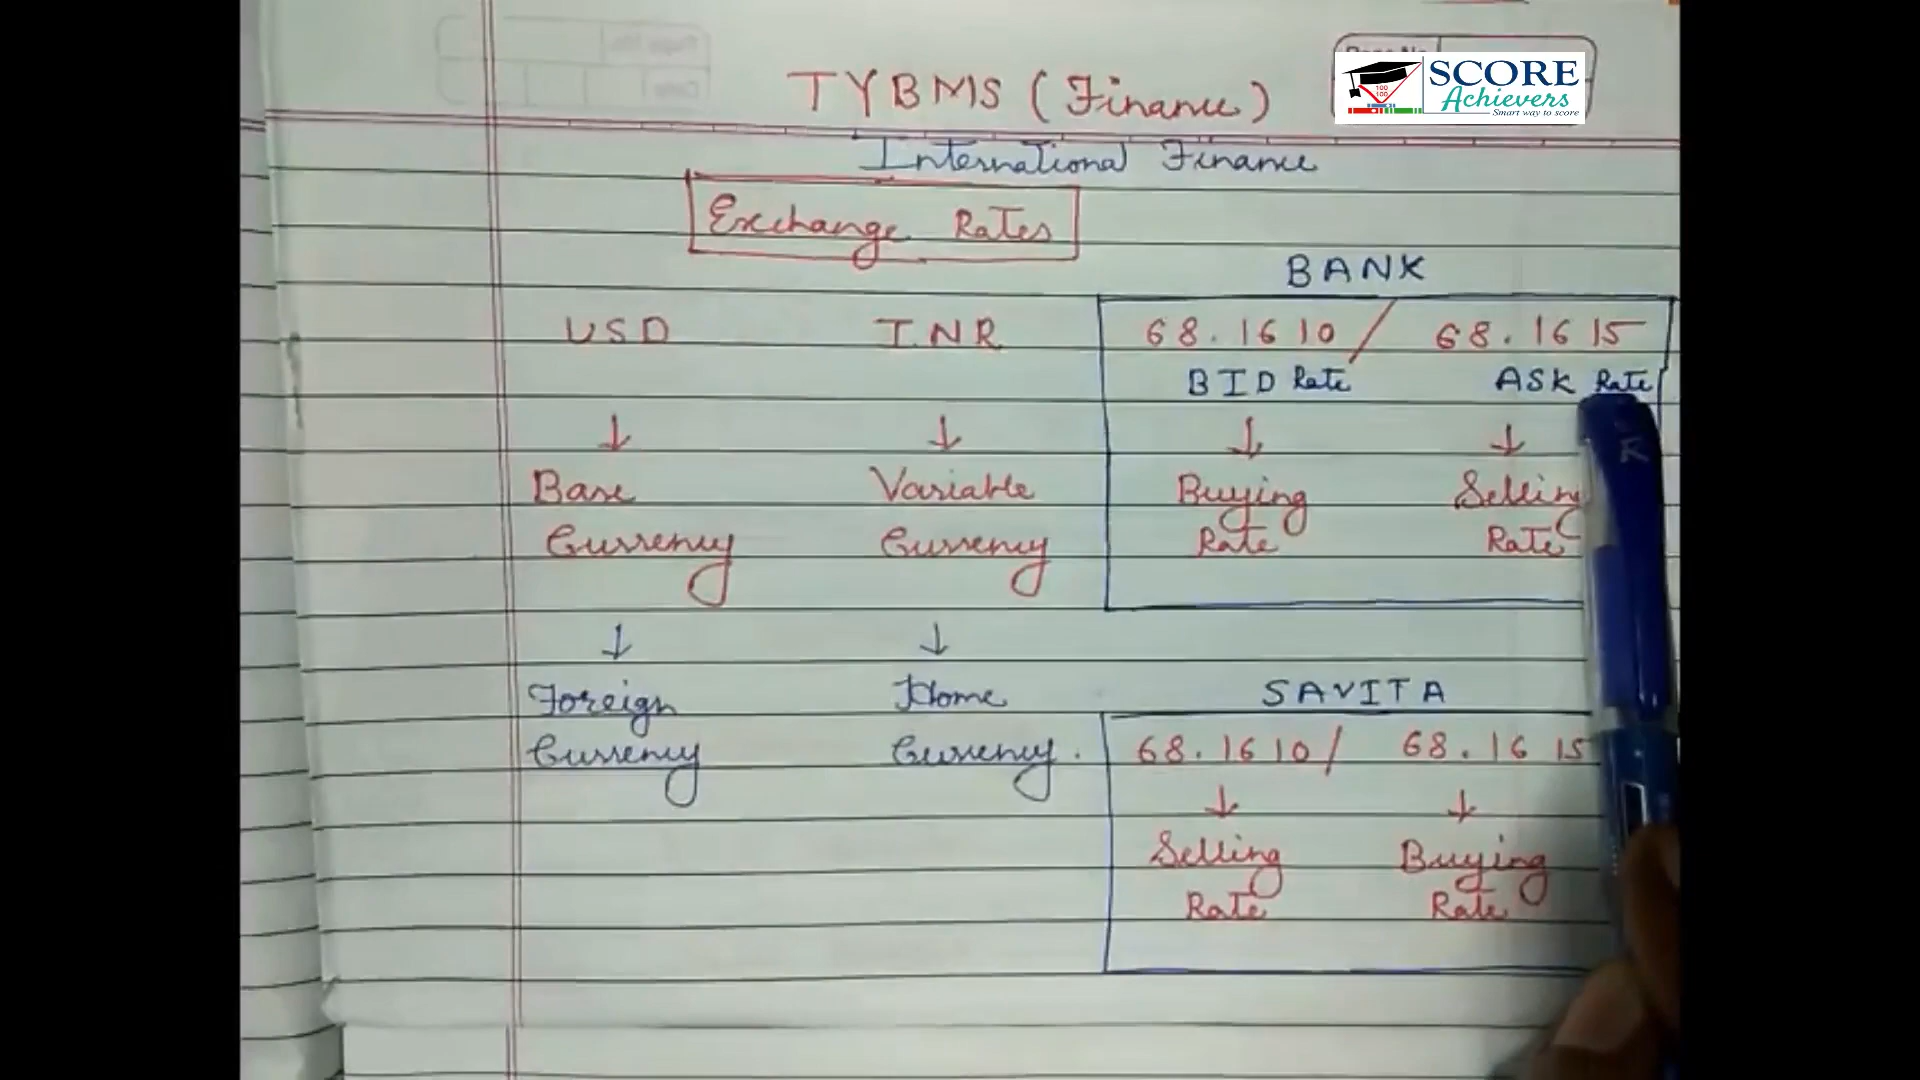 TYBMS (Finance)
SCORE
Achievers
Smart way to score
International Finance
Exchange Rates
BANK
USD INR 68.1610 / 68.1615
BID Rate ASK Rate
↓ ↓ ↓ ↓
Base Variable Buying Selling
Currency Currency Rate Rate
↓ ↓
Foreign Home SAVITA
Currency Currency. 68.1610 / 68.1615
↓ ↓
Selling Buying
Rate Rate